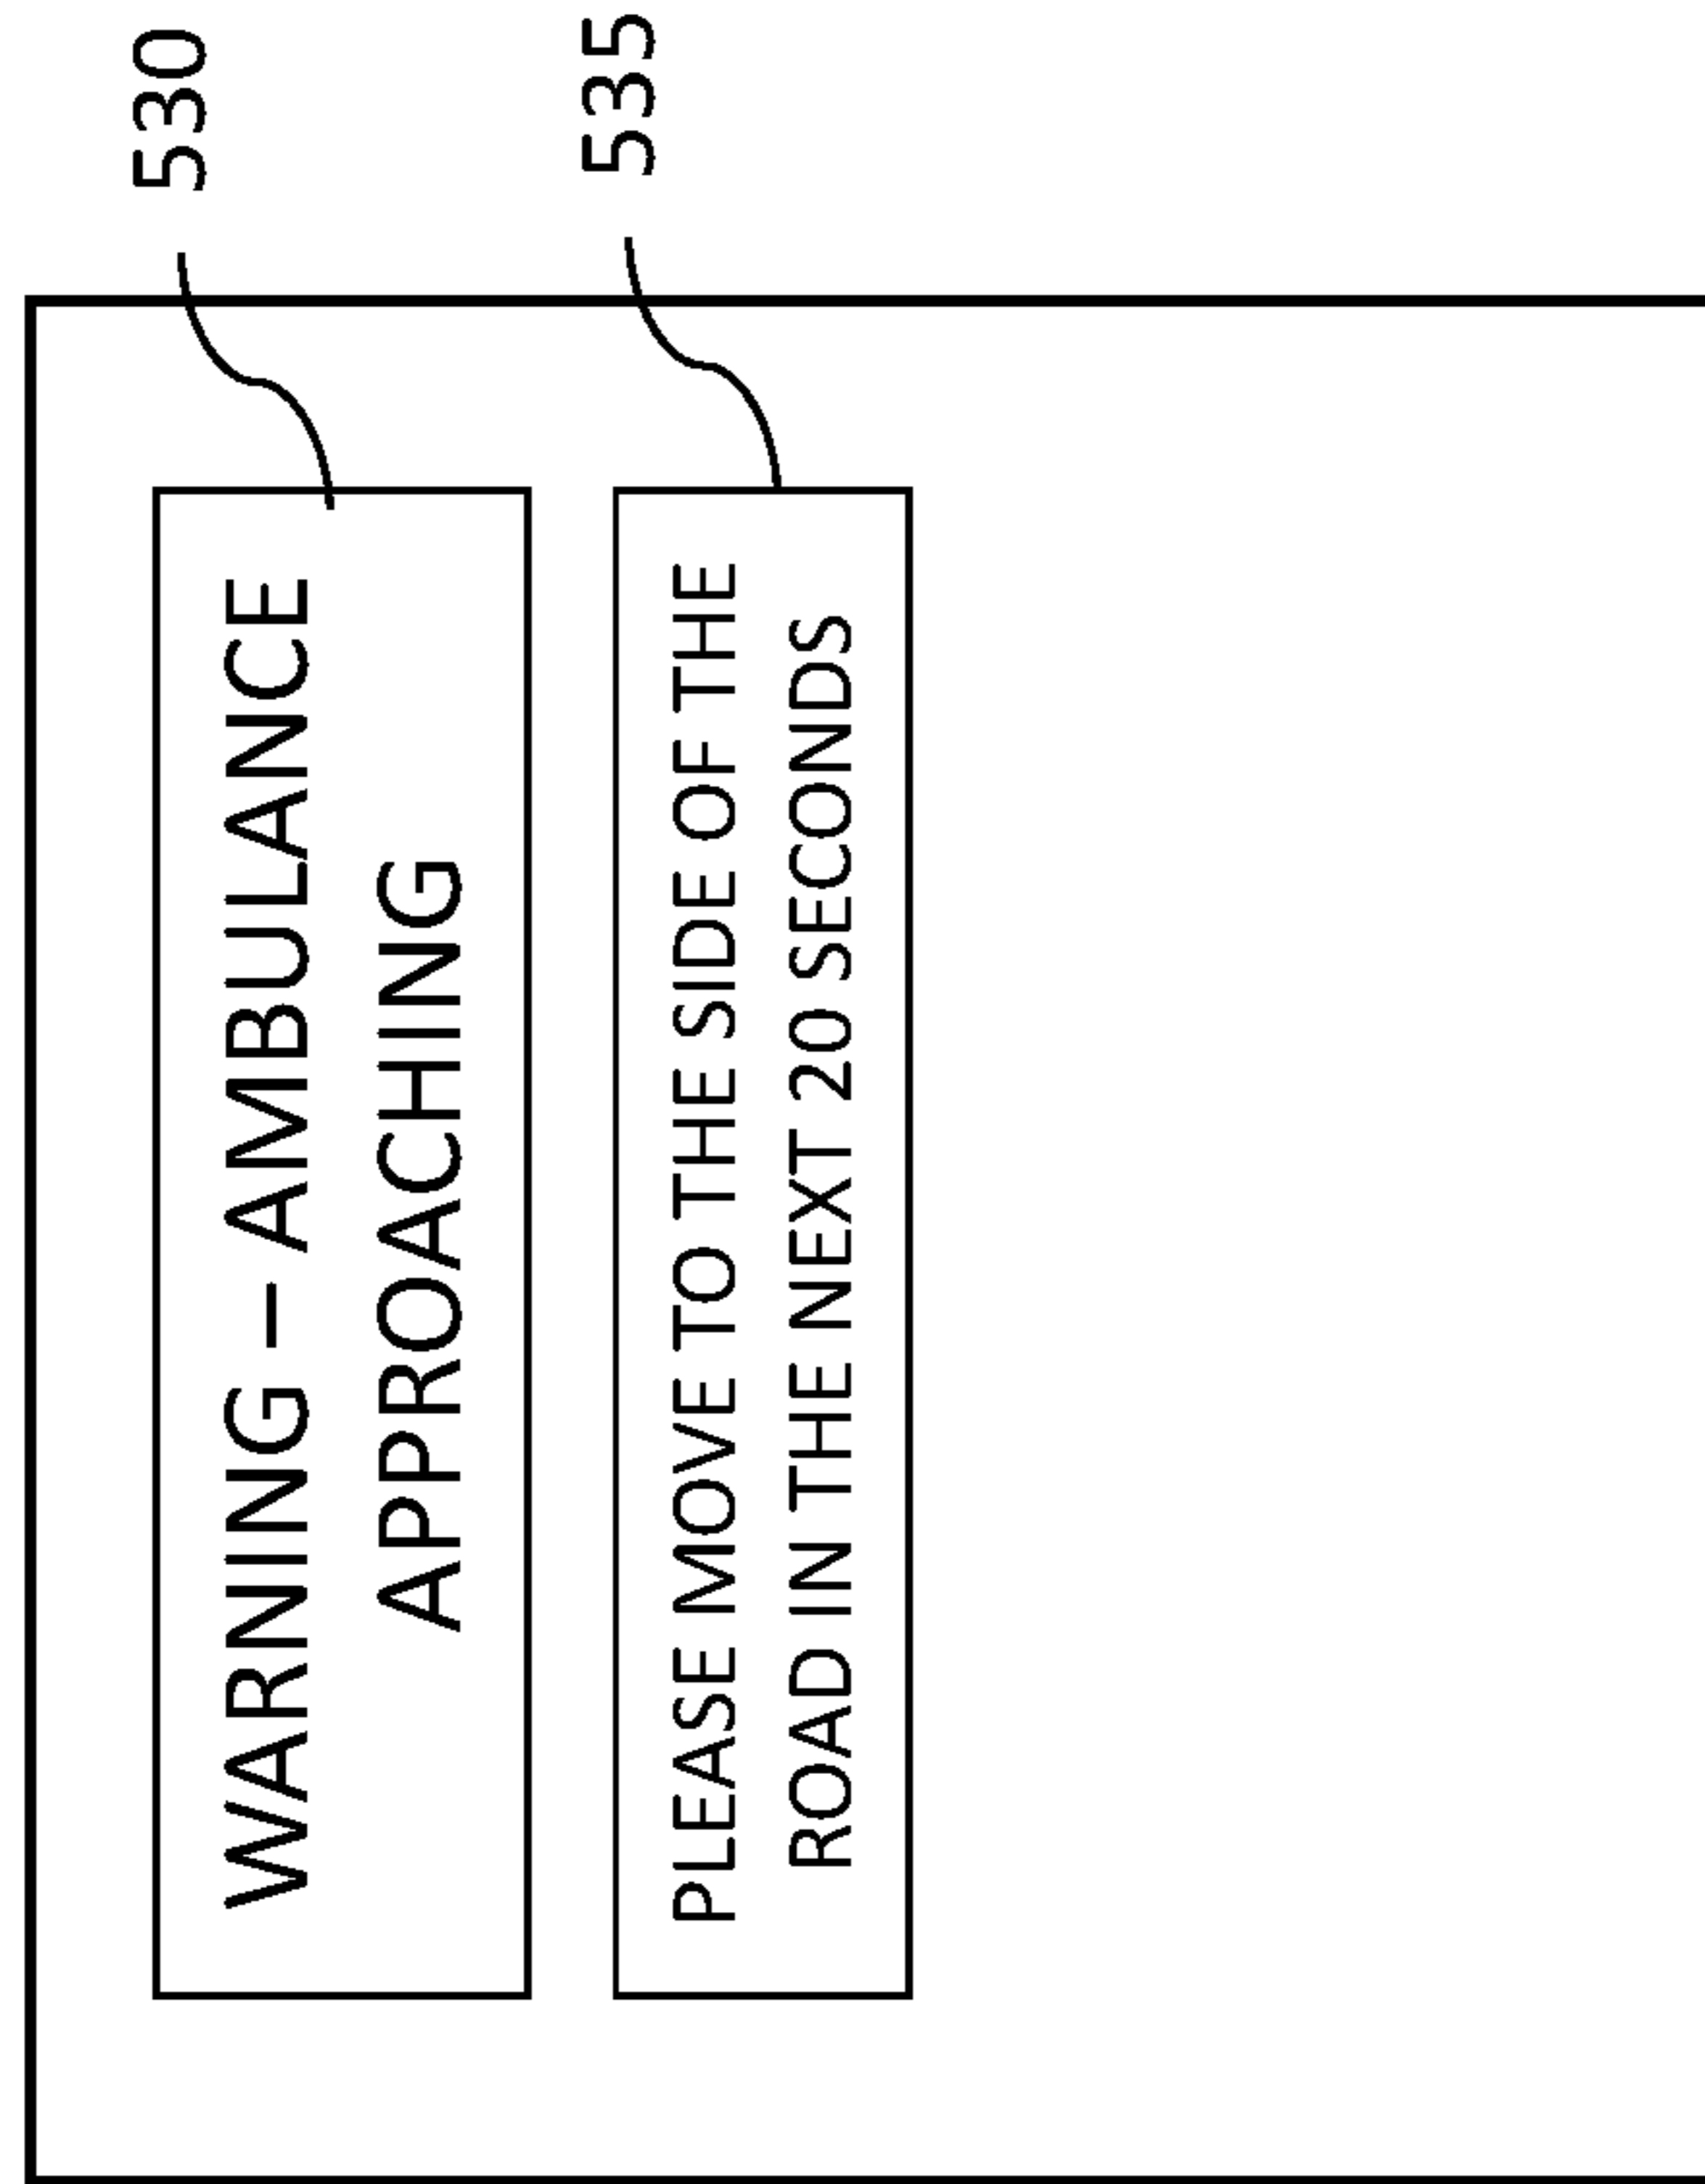 530
WARNING – AMBULANCE
APPROACHING
535
PLEASE MOVE TO THE SIDE OF THE
ROAD IN THE NEXT 20 SECONDS